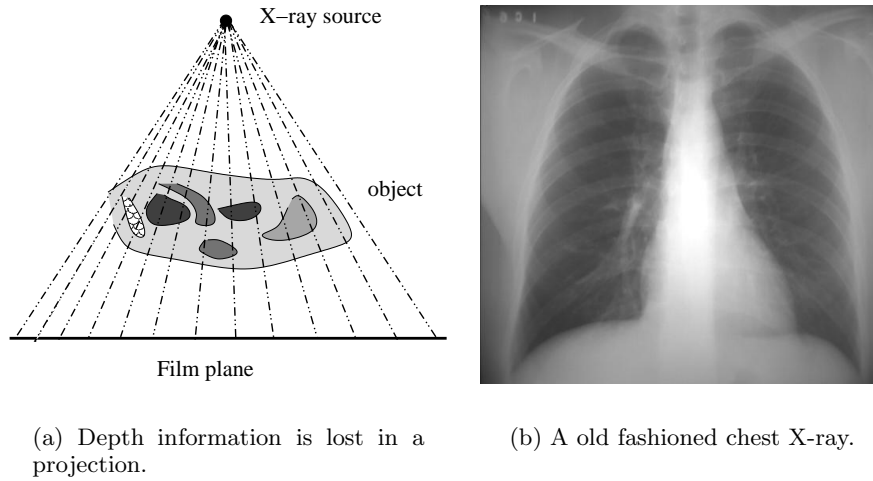 X−ray source
object
Film plane
(a) Depth information is lost in a
projection.
(b) A old fashioned chest X-ray.